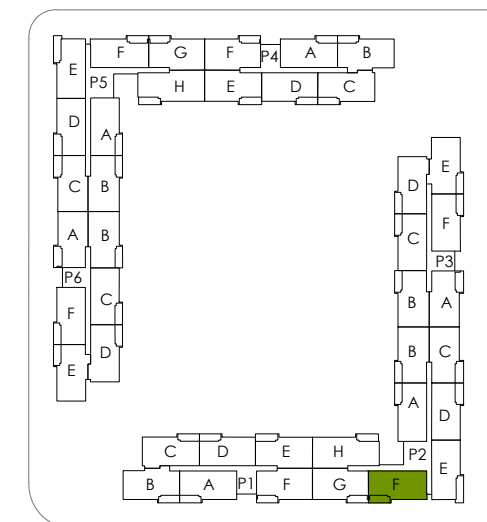 F G F P4 A B
E P5 H E D C
D A
C B
A B
P6
F C
E D
E
D F
C P3
B A
B C
A D
C D E H P2
B A P1 F G F E